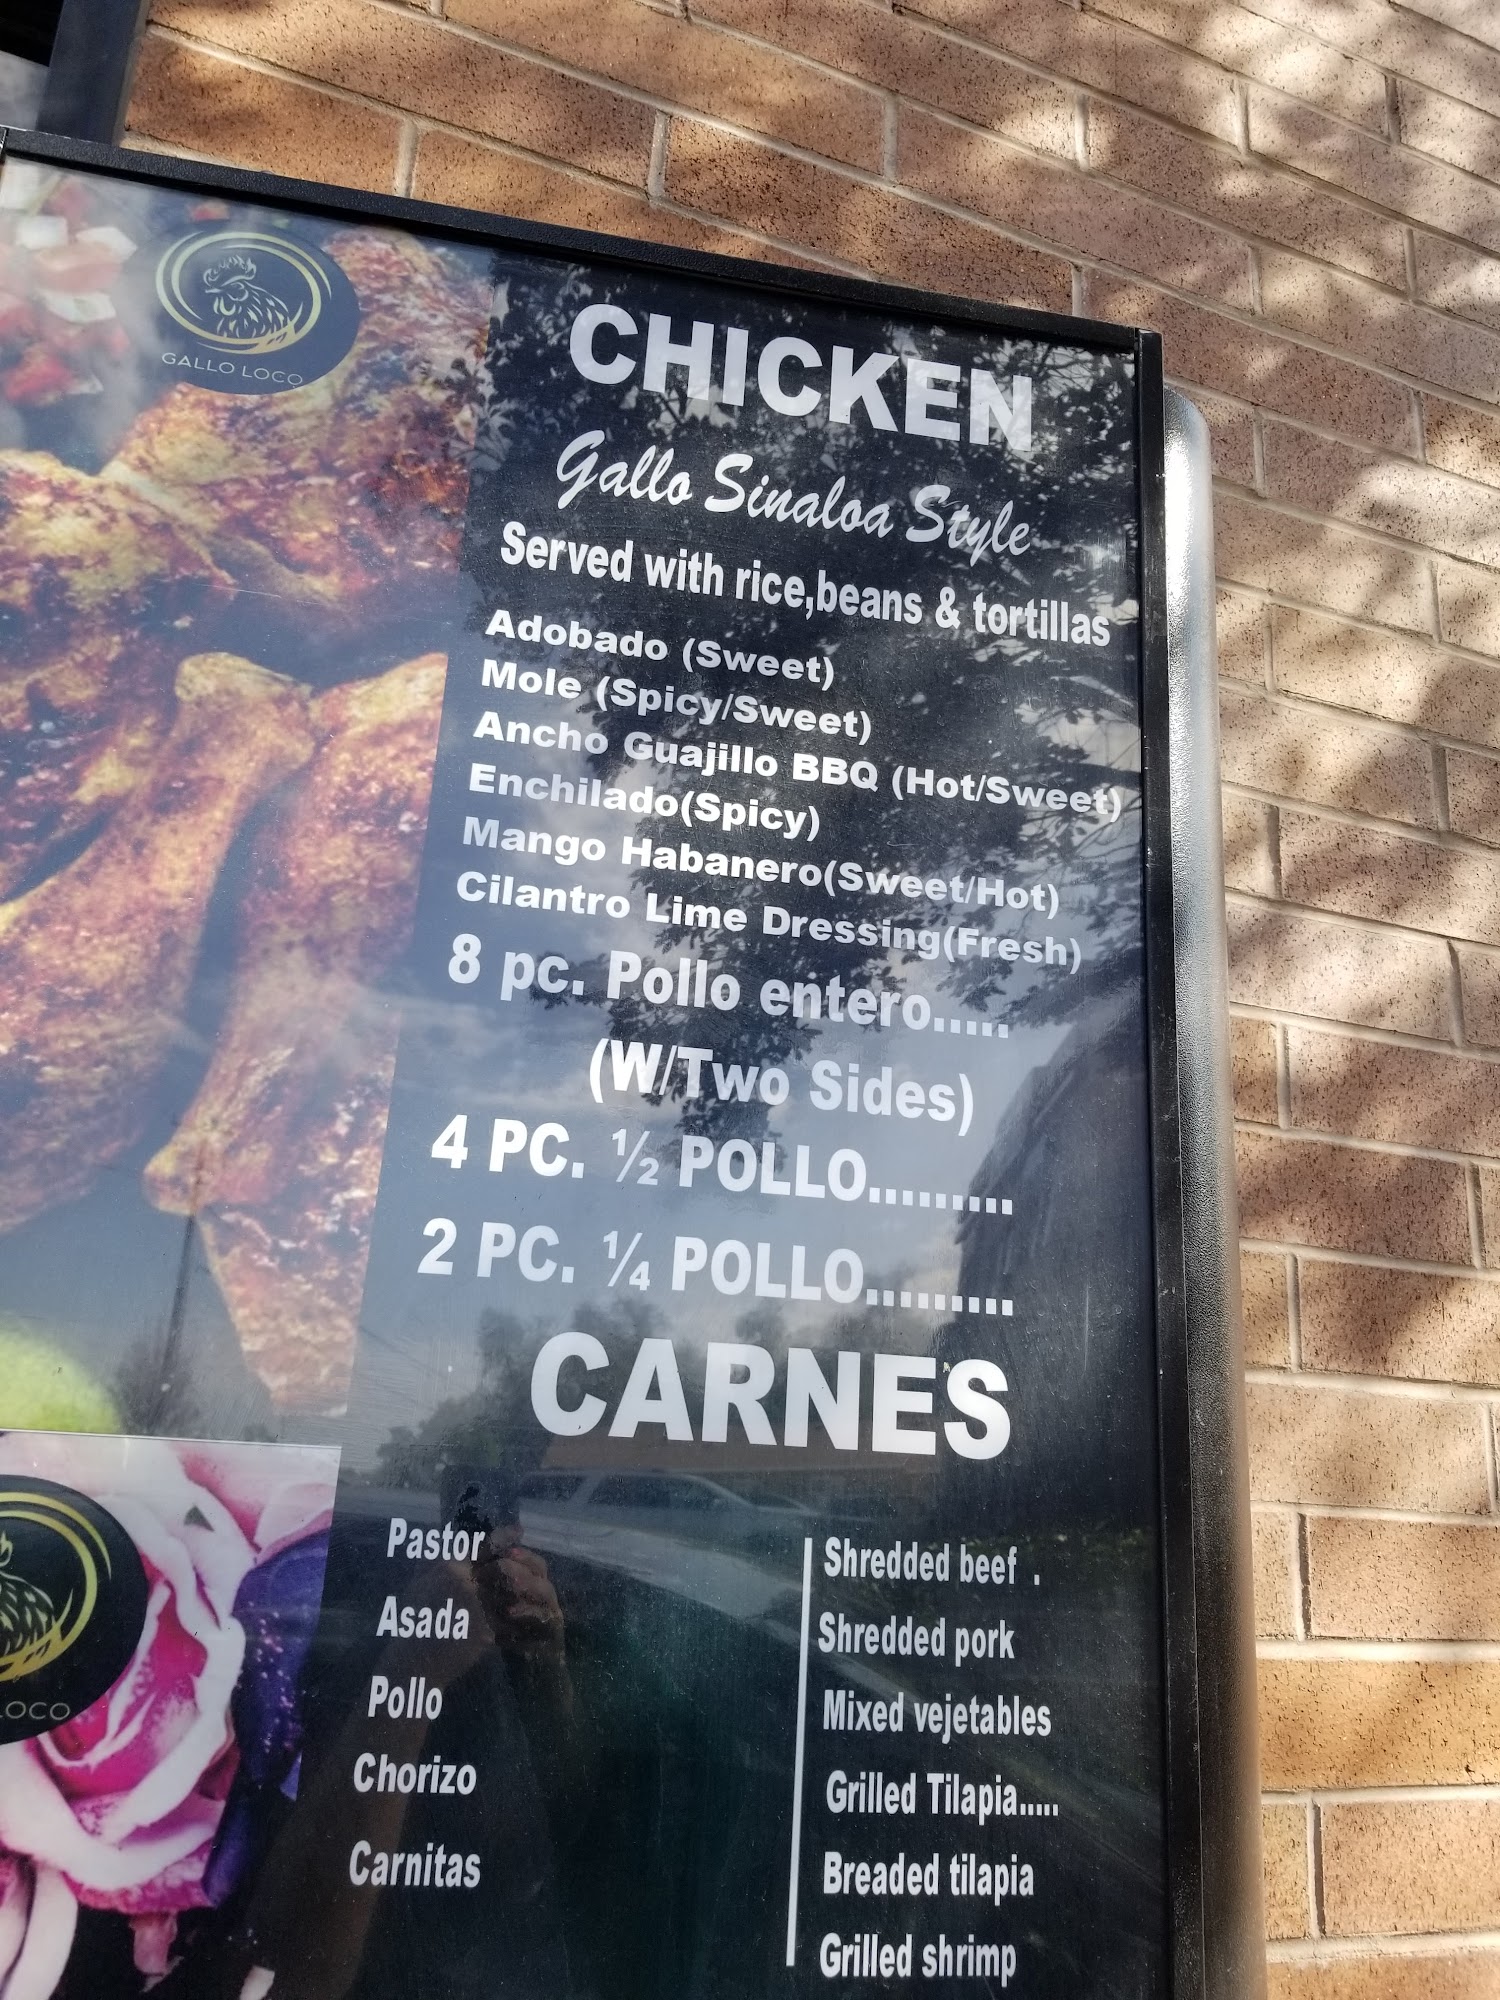 GALLO LOCO
CHICKEN
Gallo Sinaloa Style
Served with rice,beans & tortillas
Adobado (Sweet)
Mole (Spicy/Sweet)
Ancho Guajillo BBQ (Hot/Sweet)
Enchilado(Spicy)
Mango Habanero(Sweet/Hot)
Cilantro Lime Dressing(Fresh)
8 pc. Pollo entero.....
(W/Two Sides)
4 PC. ½ POLLO.........
2 PC. ¼ POLLO.........
CARNES
Pastor
Asada
Pollo
Chorizo
Carnitas
Shredded beef .
Shredded pork
Mixed vejetables
Grilled Tilapia.....
Breaded tilapia
Grilled shrimp
LOCO